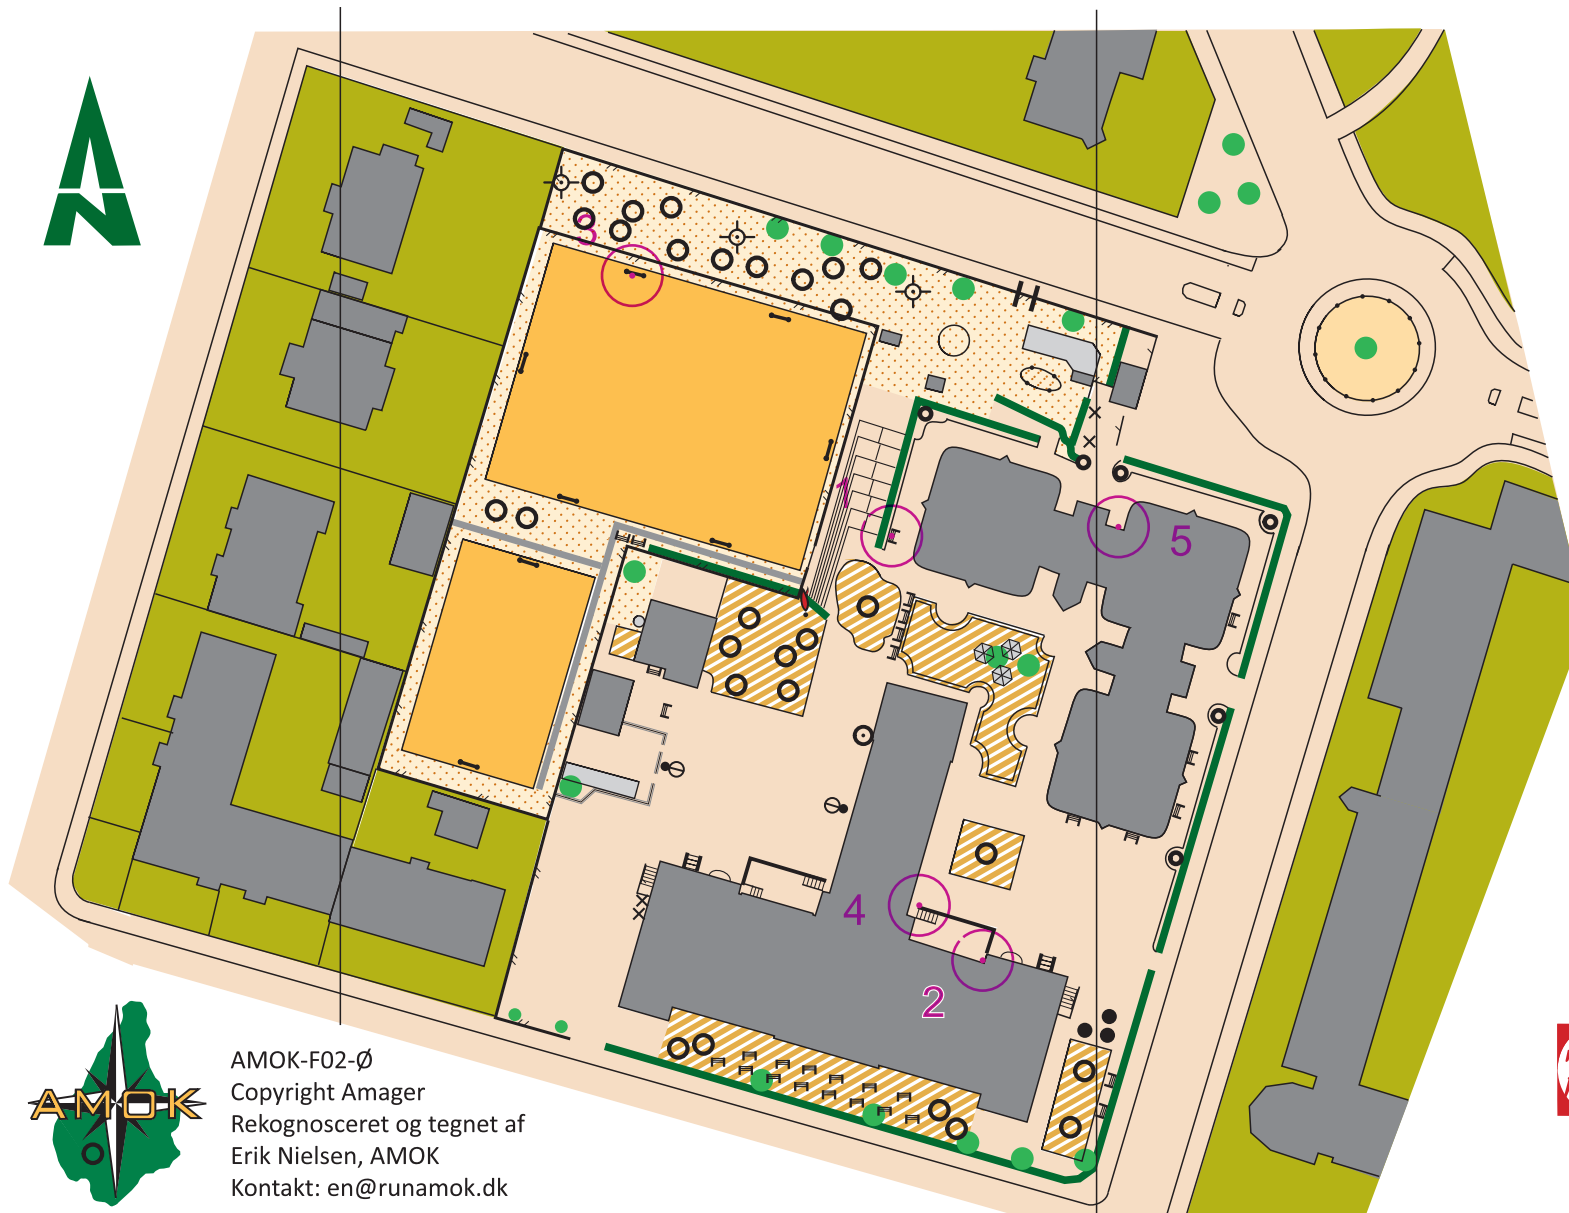 3
1
5
4
2
AMOK
AMOK-F02-Ø
Copyright Amager
Rekognosceret og tegnet af
Erik Nielsen, AMOK
Kontakt: en@runamok.dk